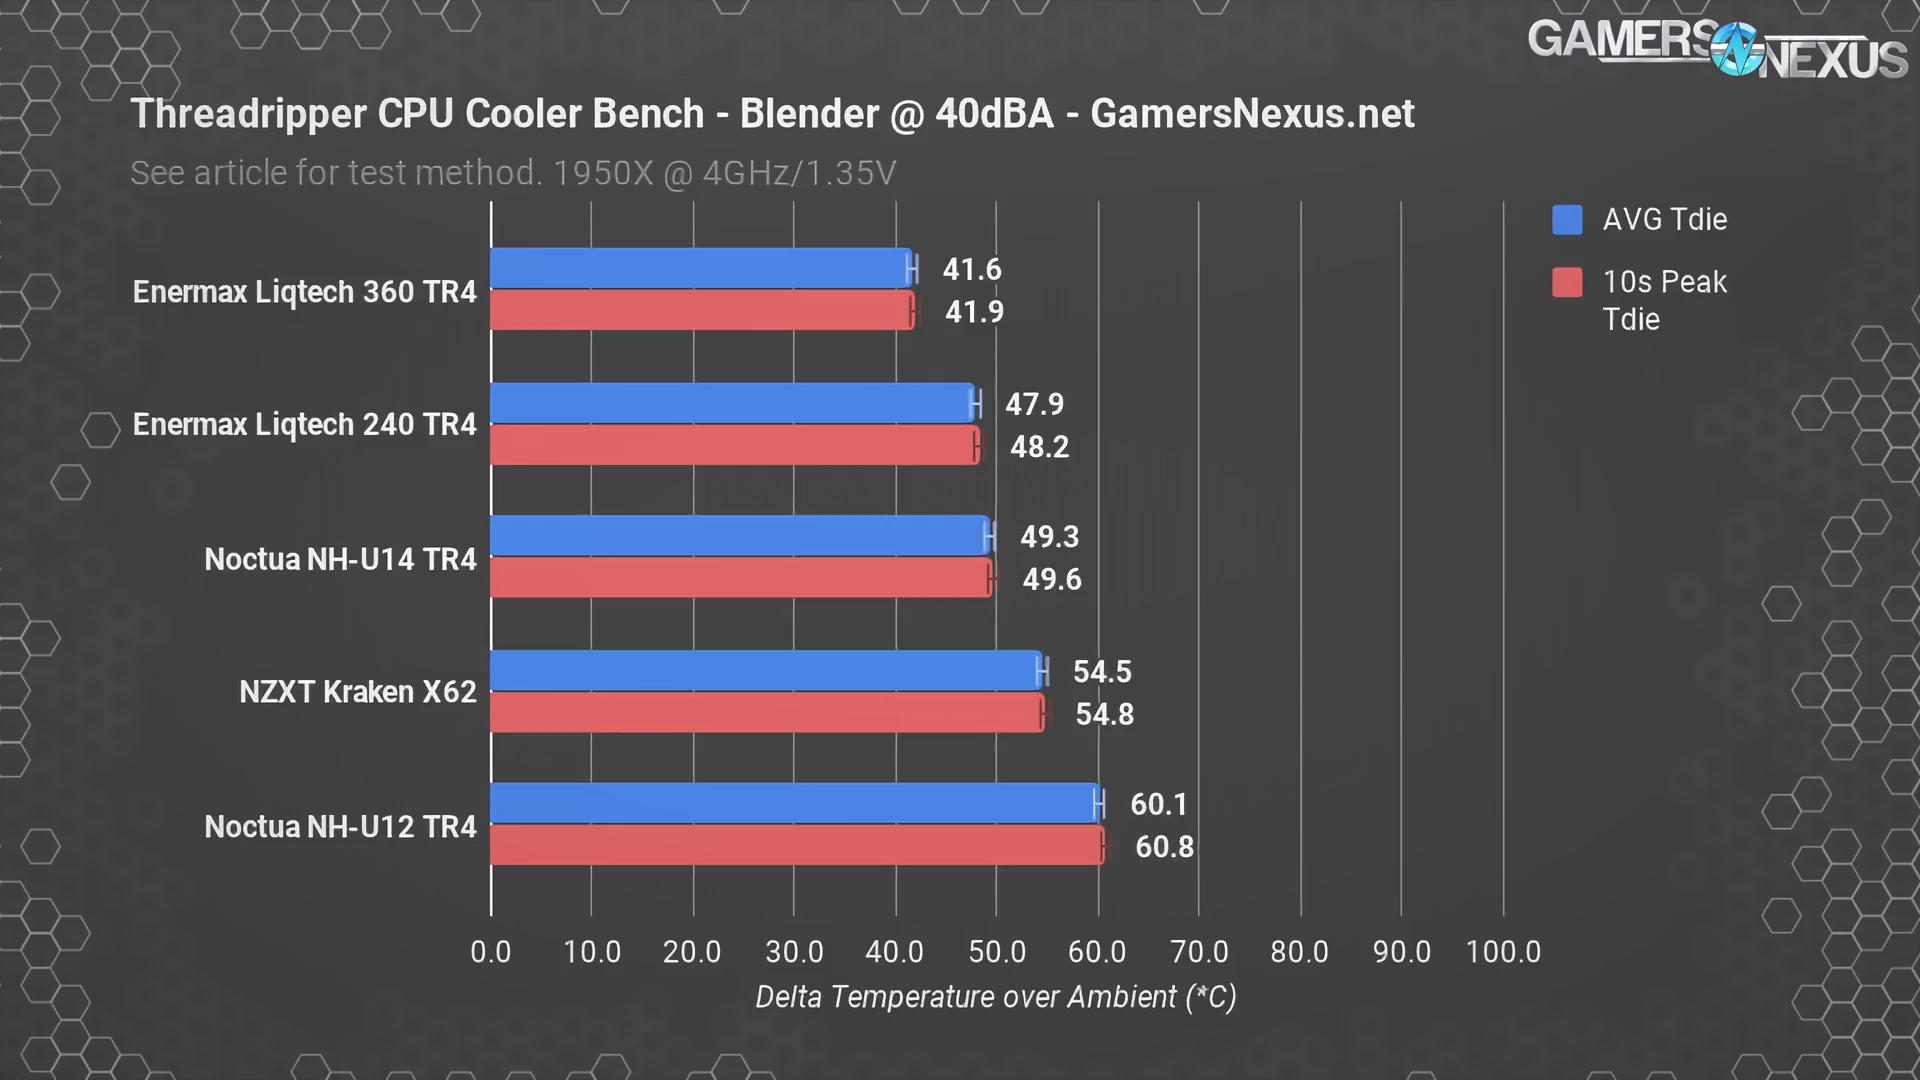 GAMERS NEXUS
Threadripper CPU Cooler Bench - Blender @ 40dBA - GamersNexus.net
See article for test method. 1950X @ 4GHz/1.35V
AVG Tdie
10s Peak
Tdie
Enermax Liqtech 360 TR4
41.6
41.9
Enermax Liqtech 240 TR4
47.9
48.2
Noctua NH-U14 TR4
49.3
49.6
NZXT Kraken X62
54.5
54.8
Noctua NH-U12 TR4
60.1
60.8
0.0 10.0 20.0 30.0 40.0 50.0 60.0 70.0 80.0 90.0 100.0
Delta Temperature over Ambient (*C)